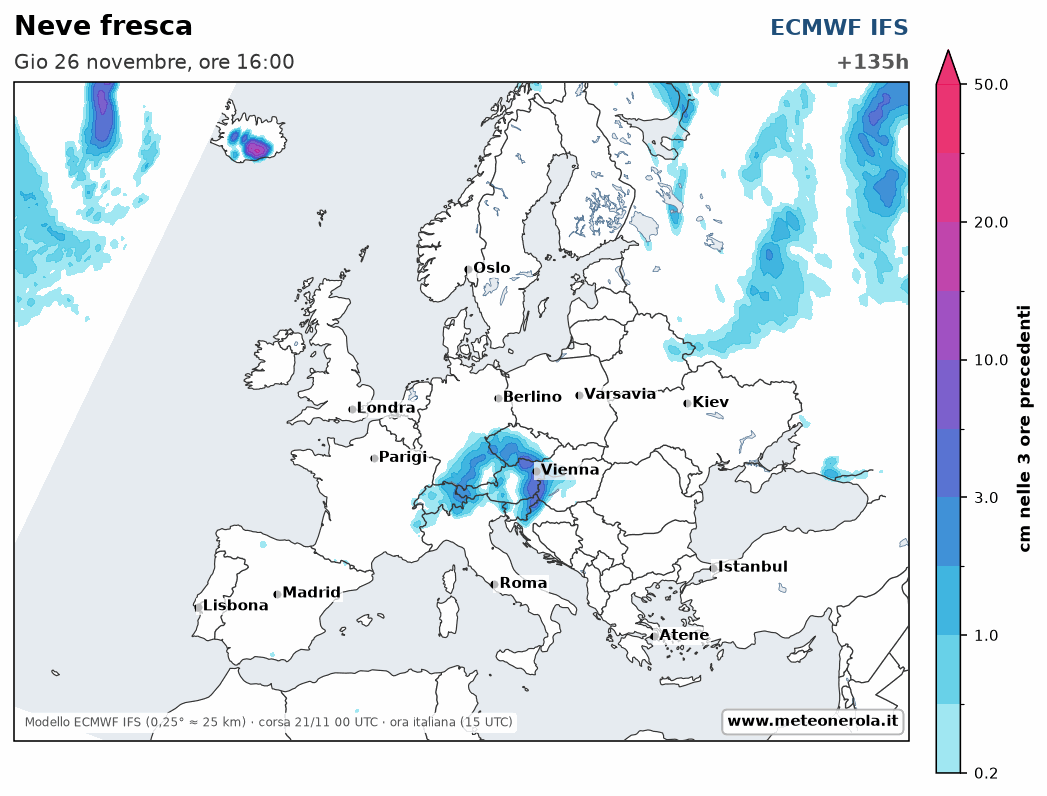 Neve fresca
ECMWF IFS
Gio 26 novembre, ore 16:00
+135h
50.0
20.0
10.0
3.0
1.0
0.2
cm nelle 3 ore precedenti
Oslo
Berlino
Varsavia
Kiev
Londra
Parigi
Vienna
Istanbul
Roma
Madrid
Lisbona
Atene
Modello ECMWF IFS (0,25° ≈ 25 km) · corsa 21/11 00 UTC · ora italiana (15 UTC)
www.meteonerola.it